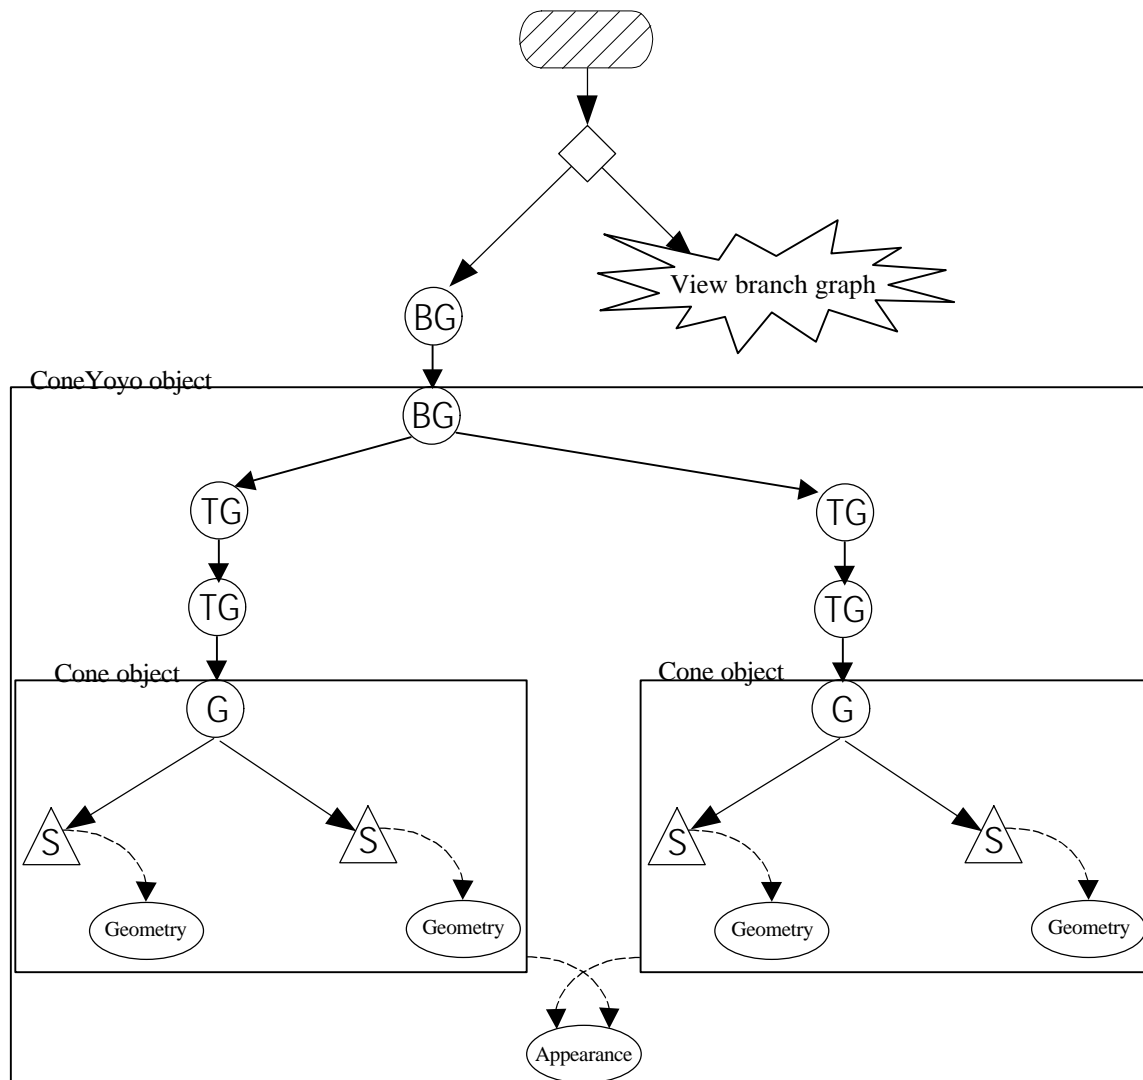 View branch graph
BG
ConeYoyo object
BG
TG
TG
TG
TG
Cone object
Cone object
G
G
S
S
S
S
Geometry
Geometry
Geometry
Geometry
Appearance